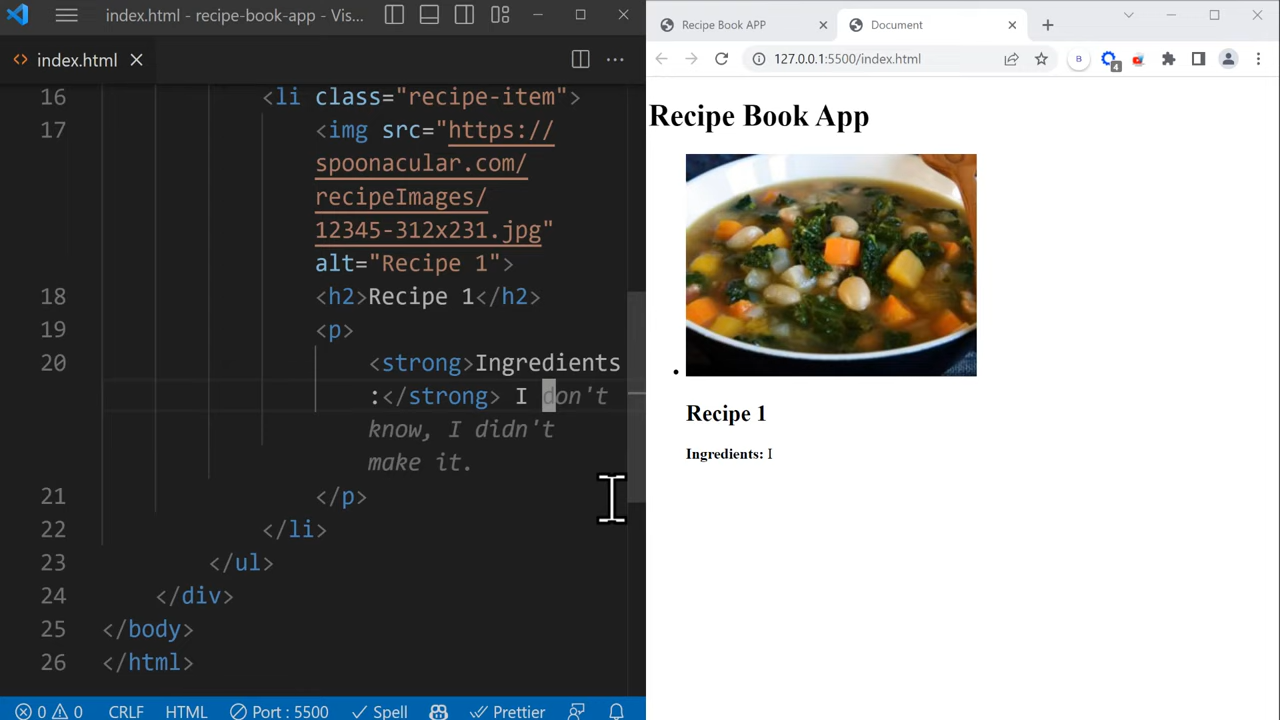 index.html - recipe-book-app - Vis...
index.html
16 <li class="recipe-item">
17 <img src="https://
spoonacular.com/
recipeImages/
12345-312x231.jpg"
alt="Recipe 1">
18 <h2>Recipe 1</h2>
19 <p>
20 <strong>Ingredients
:</strong> I don't
know, I didn't
make it.
21 </p>
22 </li>
23 </ul>
24 </div>
25 </body>
26 </html>
0 0 CRLF HTML Port : 5500 Spell Prettier
Recipe Book APP
Document
127.0.0.1:5500/index.html
B
4
Recipe Book App
Recipe 1
Ingredients: I